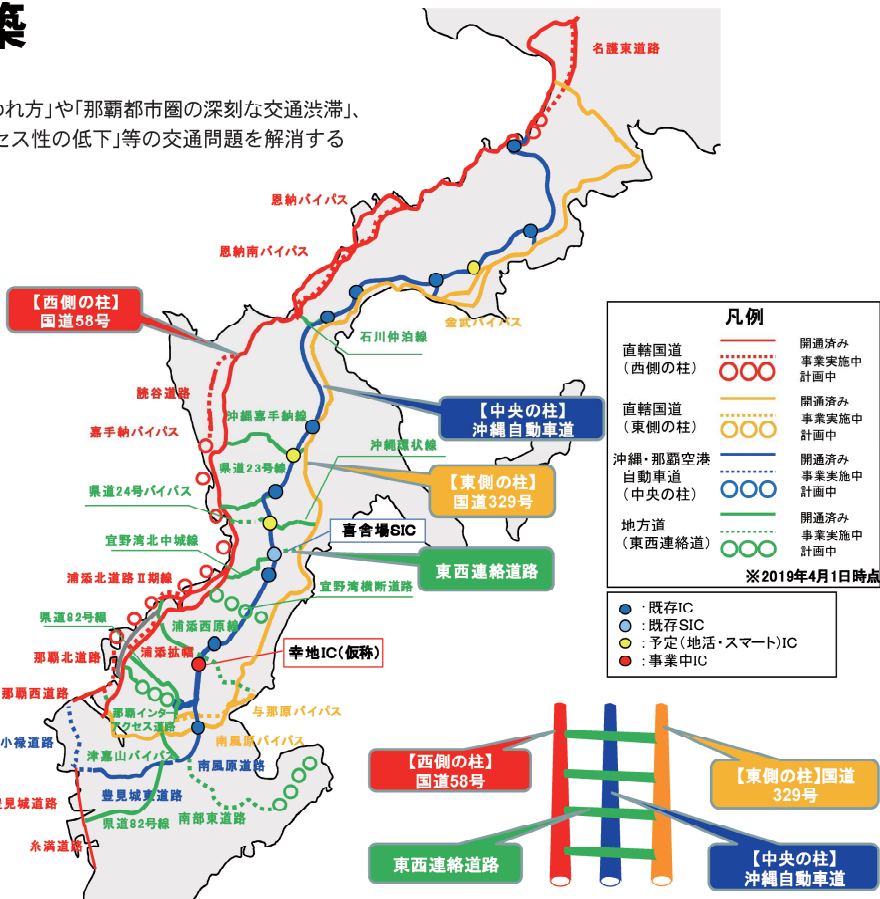 築
われ方」や「那覇都市圏の深刻な交通渋滞」、
セス性の低下」等の交通問題を解消する
名護東道路
恩納バイパス
恩納南バイパス
【西側の柱】
国道58号
金武バイパス
石川仲泊線
読谷道路
嘉手納バイパス
沖縄嘉手納線
【中央の柱】
沖縄自動車道
沖縄環状線
県道23号線
県道24号バイパス
【東側の柱】
国道329号
喜舎場SIC
宜野湾北中城線
東西連絡道路
浦添北道路Ⅱ期線
宜野湾横断道路
県道82号線
浦添西原線
那覇北道路
浦添拡幅
幸地IC(仮称)
那覇西道路
那覇インター
アクセス道路
与那原バイパス
小禄道路
南風原バイパス
津嘉山バイパス
南風原道路
豊見城東道路
豊見城道路
県道82号線
南部東道路
糸満道路
凡例
直轄国道
(西側の柱)
開通済み
事業実施中
計画中
直轄国道
(東側の柱)
開通済み
事業実施中
計画中
沖縄・那覇空港
自動車道
(中央の柱)
開通済み
事業実施中
計画中
地方道
(東西連絡道)
開通済み
事業実施中
計画中
※2019年4月1日時点
:既存IC
:既存SIC
:予定(地活・スマート)IC
:事業中IC
【西側の柱】
国道58号
【東側の柱】国道
329号
東西連絡道路
【中央の柱】
沖縄自動車道